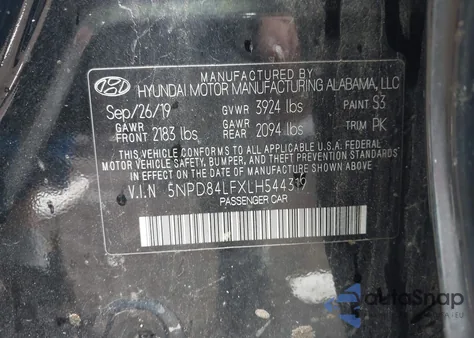 MANUFACTURED BY
HYUNDAI MOTOR MANUFACTURING ALABAMA, LLC
Sep/26/19 GVWR 3924 lbs PAINT S3
GAWR FRONT 2183 lbs GAWR REAR 2094 lbs TRIM PK
THIS VEHICLE CONFORMS TO ALL APPLICABLE U.S.A. FEDERAL
MOTOR VEHICLE SAFETY, BUMPER, AND THEFT PREVENTION STANDARDS
IN EFFECT ON THE DATE OF MANUFACTURE SHOWN ABOVE.
V.I.N 5NPD84LFXLH544319
PASSENGER CAR
autoSnap